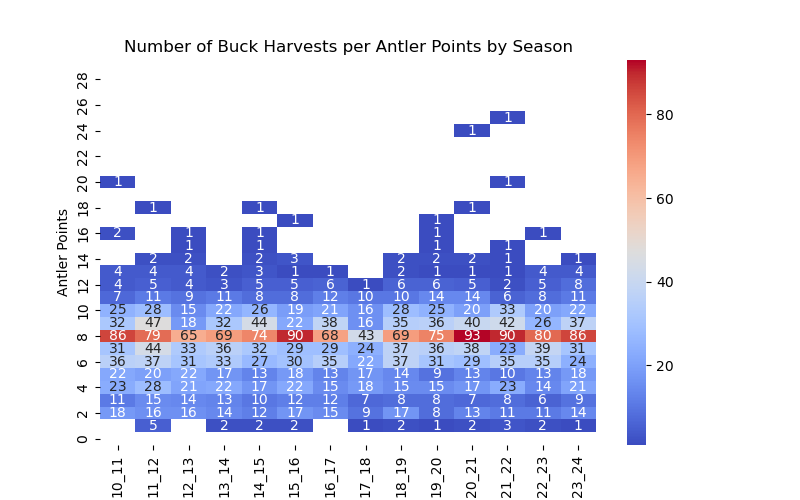 Number of Buck Harvests per Antler Points by Season
Antler Points
28
26
1
24 1
22
20 1 1
18 1 1 1
1 1
16 2 1 1 1 1
1 1 1 1
14 2 2 2 3 2 2 2 1 1
4 4 4 2 3 1 1 2 1 1 1 4 4
12 4 5 4 3 5 5 6 1 6 6 5 2 5 8
7 11 9 11 8 8 12 10 10 14 14 6 8 11
10 25 28 15 22 26 19 21 16 28 25 20 33 20 22
32 47 18 32 44 22 38 16 35 36 40 42 26 37
8 86 79 65 69 74 90 68 43 69 75 93 90 80 86
31 44 33 36 32 29 29 24 37 36 38 23 39 31
6 36 37 31 33 27 30 35 22 37 31 29 35 35 24
22 20 22 17 13 18 13 17 14 9 13 10 13 18
4 23 28 21 22 17 22 15 18 15 15 17 23 14 21
11 15 14 13 10 12 12 7 8 8 7 8 6 9
2 18 16 16 14 12 17 15 9 17 8 13 11 11 14
5 2 2 2 1 2 1 2 3 2 1
0
10_11 11_12 12_13 13_14 14_15 15_16 16_17 17_18 18_19 19_20 20_21 21_22 22_23 23_24
80
60
40
20